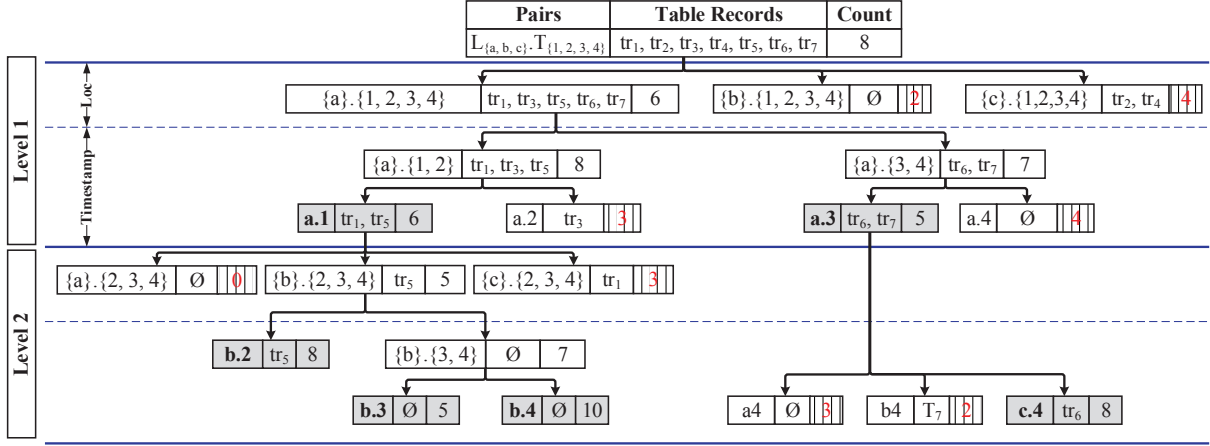 Pairs Table Records Count
L{a, b, c}.T{1, 2, 3, 4} tr1, tr2, tr3, tr4, tr5, tr6, tr7 8
Level 1
Loc
{a}.{1, 2, 3, 4} tr1, tr3, tr5, tr6, tr7 6 {b}.{1, 2, 3, 4} Ø 2 {c}.{1,2,3,4} tr2, tr4 4
Timestamp
{a}.{1, 2} tr1, tr3, tr5 8 {a}.{3, 4} tr6, tr7 7
a.1 tr1, tr5 6 a.2 tr3 3 a.3 tr6, tr7 5 a.4 Ø 4
Level 2
{a}.{2, 3, 4} Ø 0 {b}.{2, 3, 4} tr5 5 {c}.{2, 3, 4} tr1 3
b.2 tr5 8 {b}.{3, 4} Ø 7
b.3 Ø 5 b.4 Ø 10 a4 Ø 3 b4 T7 2 c.4 tr6 8